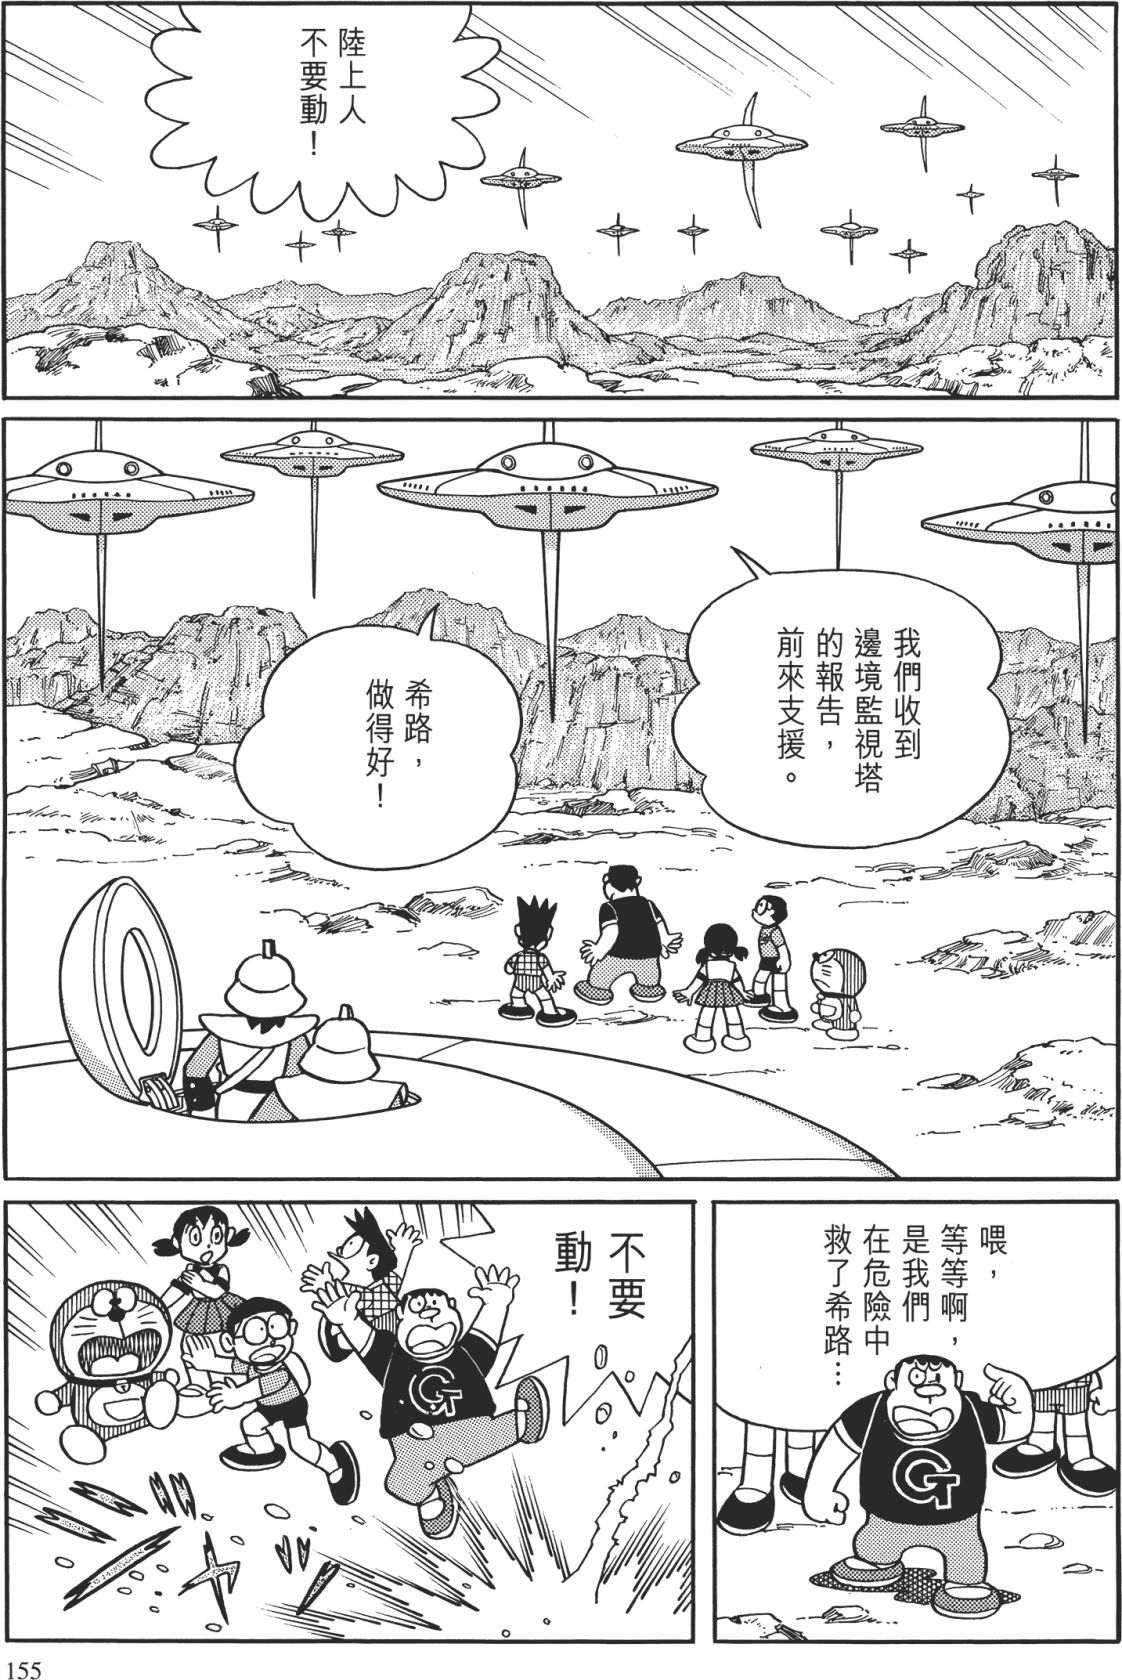 陸上人
不要動！
我們收到
邊境監視塔
的報告，
前來支援。
希路，
做得好！
喂，
等等啊，
是我們
在危險中
救了希路…
G
不要
動！
G
155